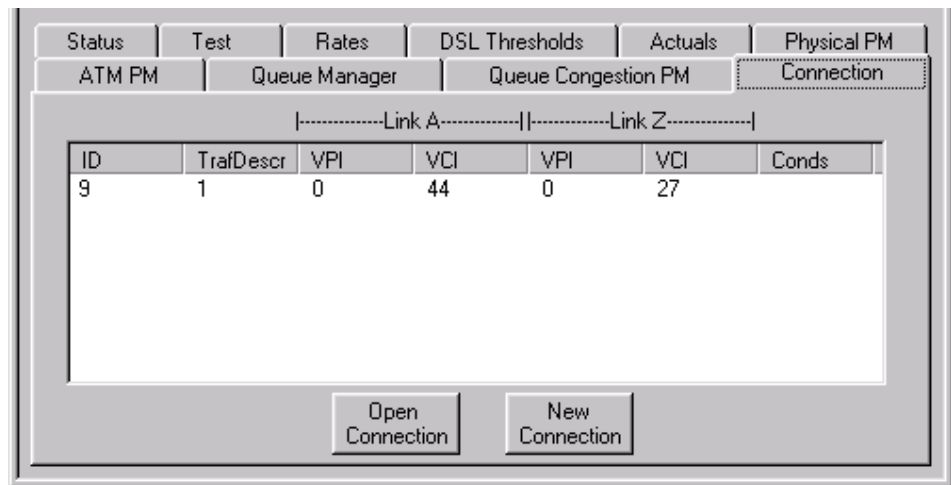 Status Test Rates DSL Thresholds Actuals Physical PM
ATM PM Queue Manager Queue Congestion PM Connection
|--------------Link A--------------||--------------Link Z--------------|
ID TrafDescr VPI VCI VPI VCI Conds
9 1 0 44 0 27
Open Connection New Connection